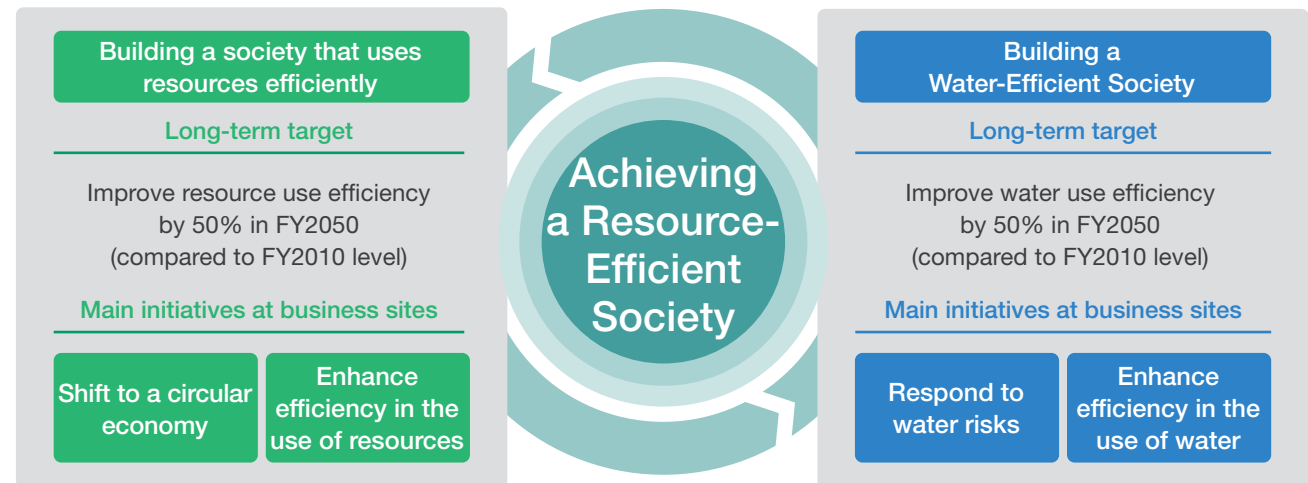 Building a society that uses
resources efficiently
Long-term target
Improve resource use efficiency
by 50% in FY2050
(compared to FY2010 level)
Main initiatives at business sites
Shift to a circular
economy
Enhance
efficiency in the
use of resources
Achieving
a Resource-
Efficient
Society
Building a
Water-Efficient Society
Long-term target
Improve water use efficiency
by 50% in FY2050
(compared to FY2010 level)
Main initiatives at business sites
Respond to
water risks
Enhance
efficiency in the
use of water